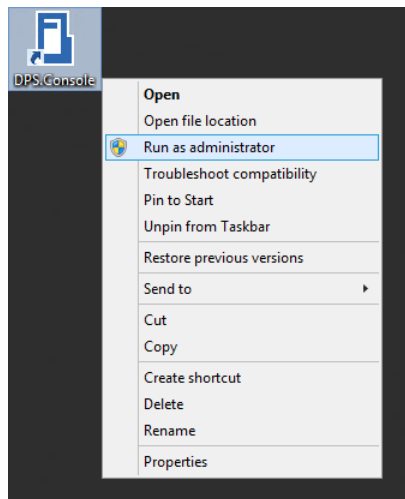 DPS.Console
Open
Open file location
Run as administrator
Troubleshoot compatibility
Pin to Start
Unpin from Taskbar
Restore previous versions
Send to
Cut
Copy
Create shortcut
Delete
Rename
Properties